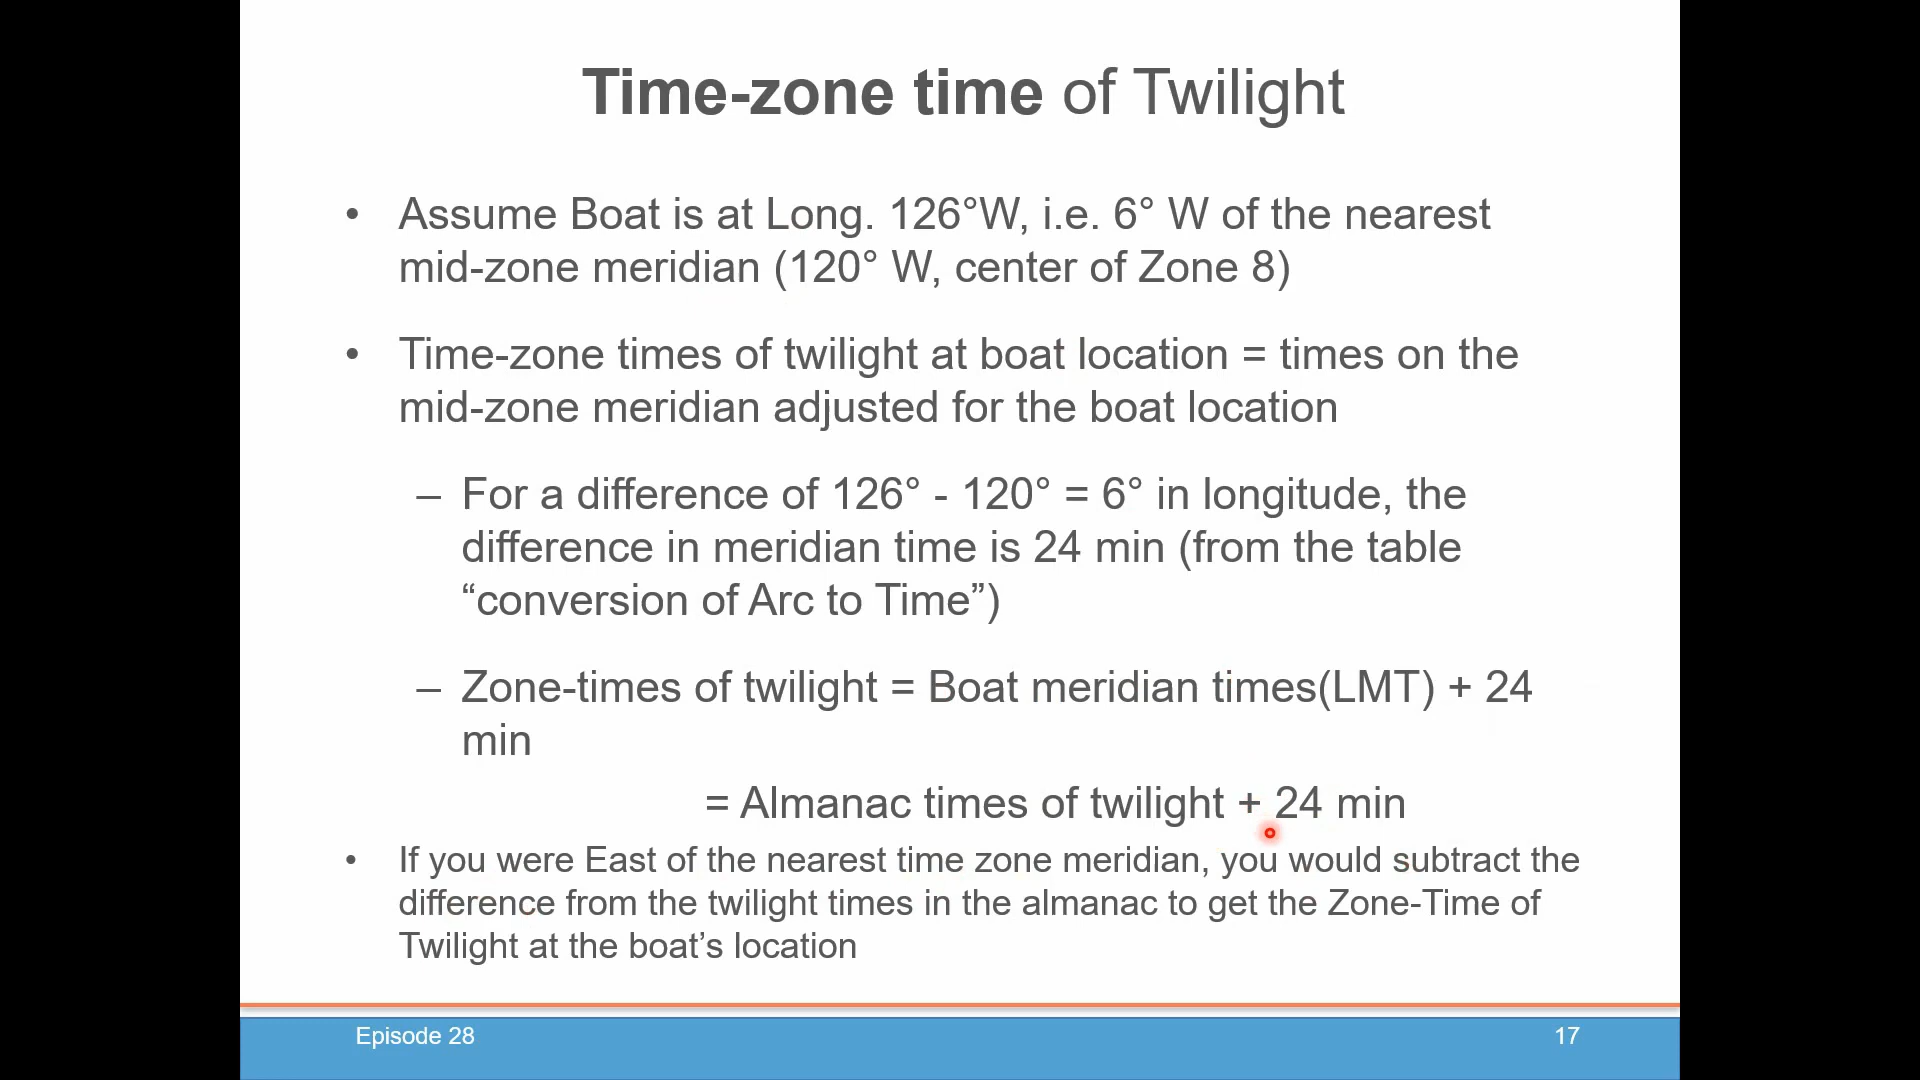 Time-zone time of Twilight
• Assume Boat is at Long. 126°W, i.e. 6° W of the nearest
mid-zone meridian (120° W, center of Zone 8)
• Time-zone times of twilight at boat location = times on the
mid-zone meridian adjusted for the boat location
– For a difference of 126° - 120° = 6° in longitude, the
difference in meridian time is 24 min (from the table
“conversion of Arc to Time”)
– Zone-times of twilight = Boat meridian times(LMT) + 24
min
= Almanac times of twilight + 24 min
• If you were East of the nearest time zone meridian, you would subtract the
difference from the twilight times in the almanac to get the Zone-Time of
Twilight at the boat’s location
Episode 28
17